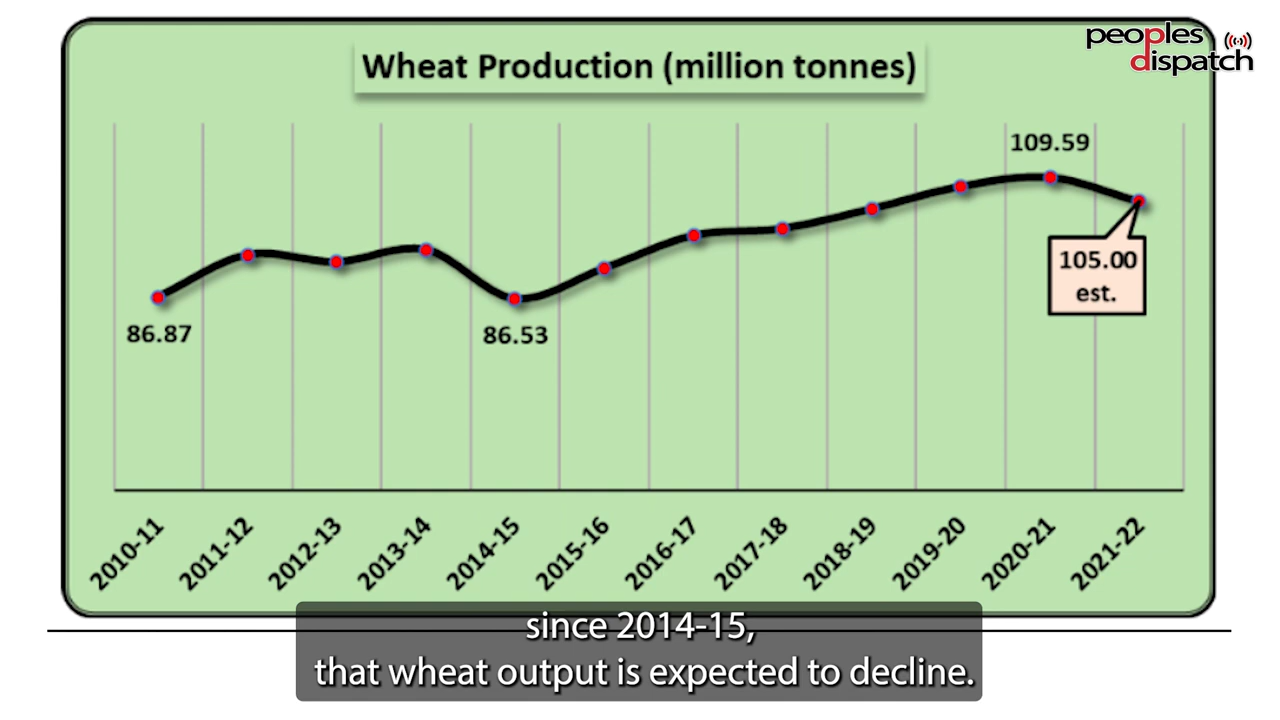 peoples
dispatch
Wheat Production (million tonnes)
109.59
105.00
est.
86.87
86.53
2010-11
2011-12
2012-13
2013-14
2014-15
2015-16
2016-17
2017-18
2018-19
2019-20
2020-21
2021-22
since 2014-15,
that wheat output is expected to decline.